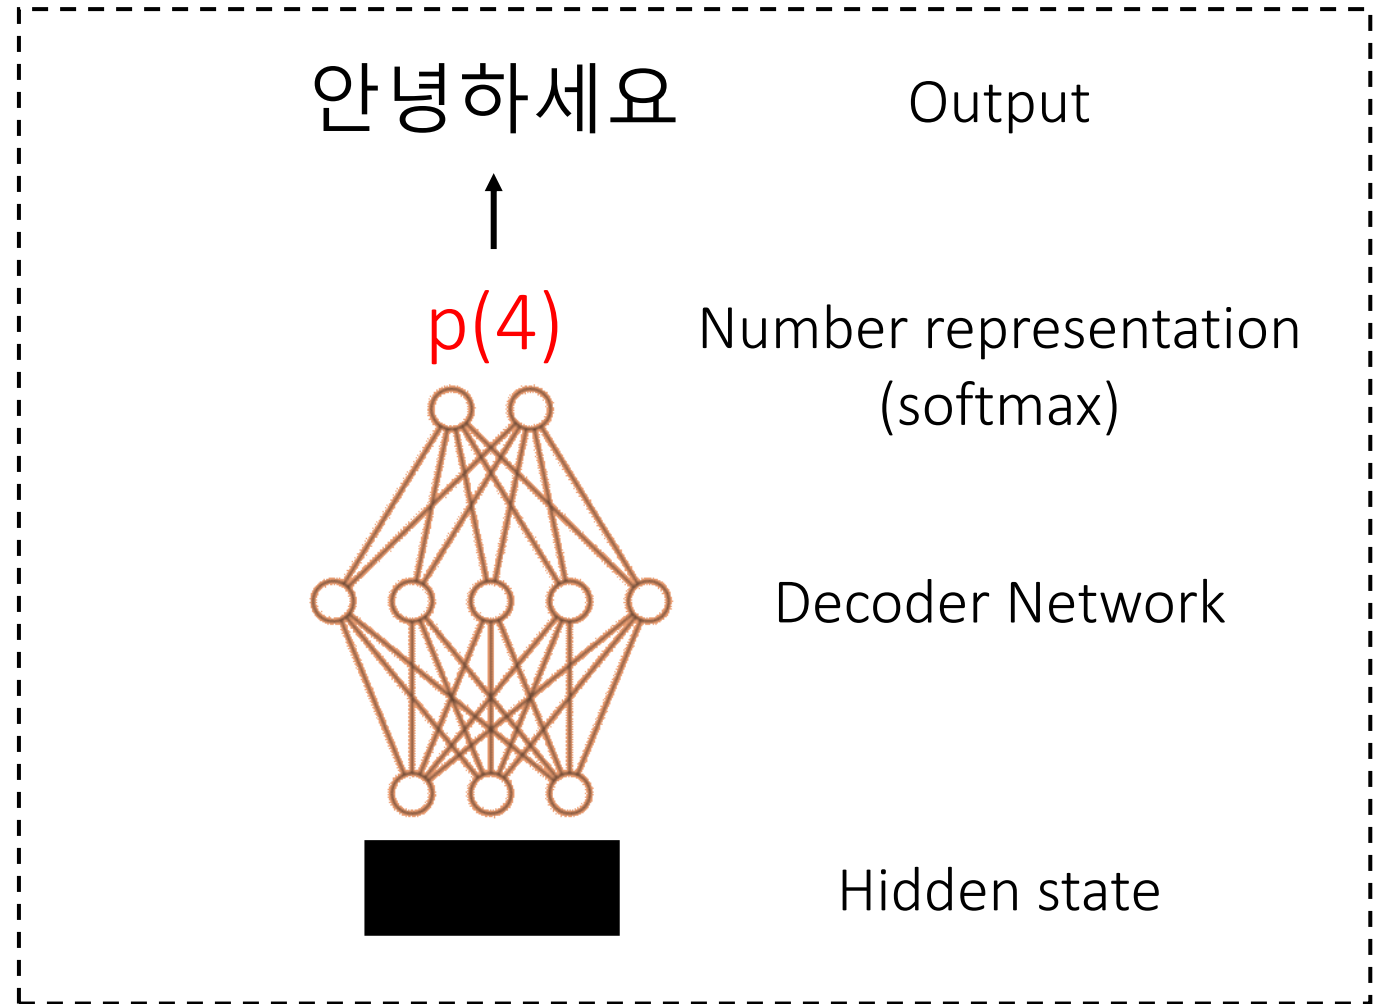 안녕하세요 Output
p(4) Number representation
(softmax)
Decoder Network
Hidden state